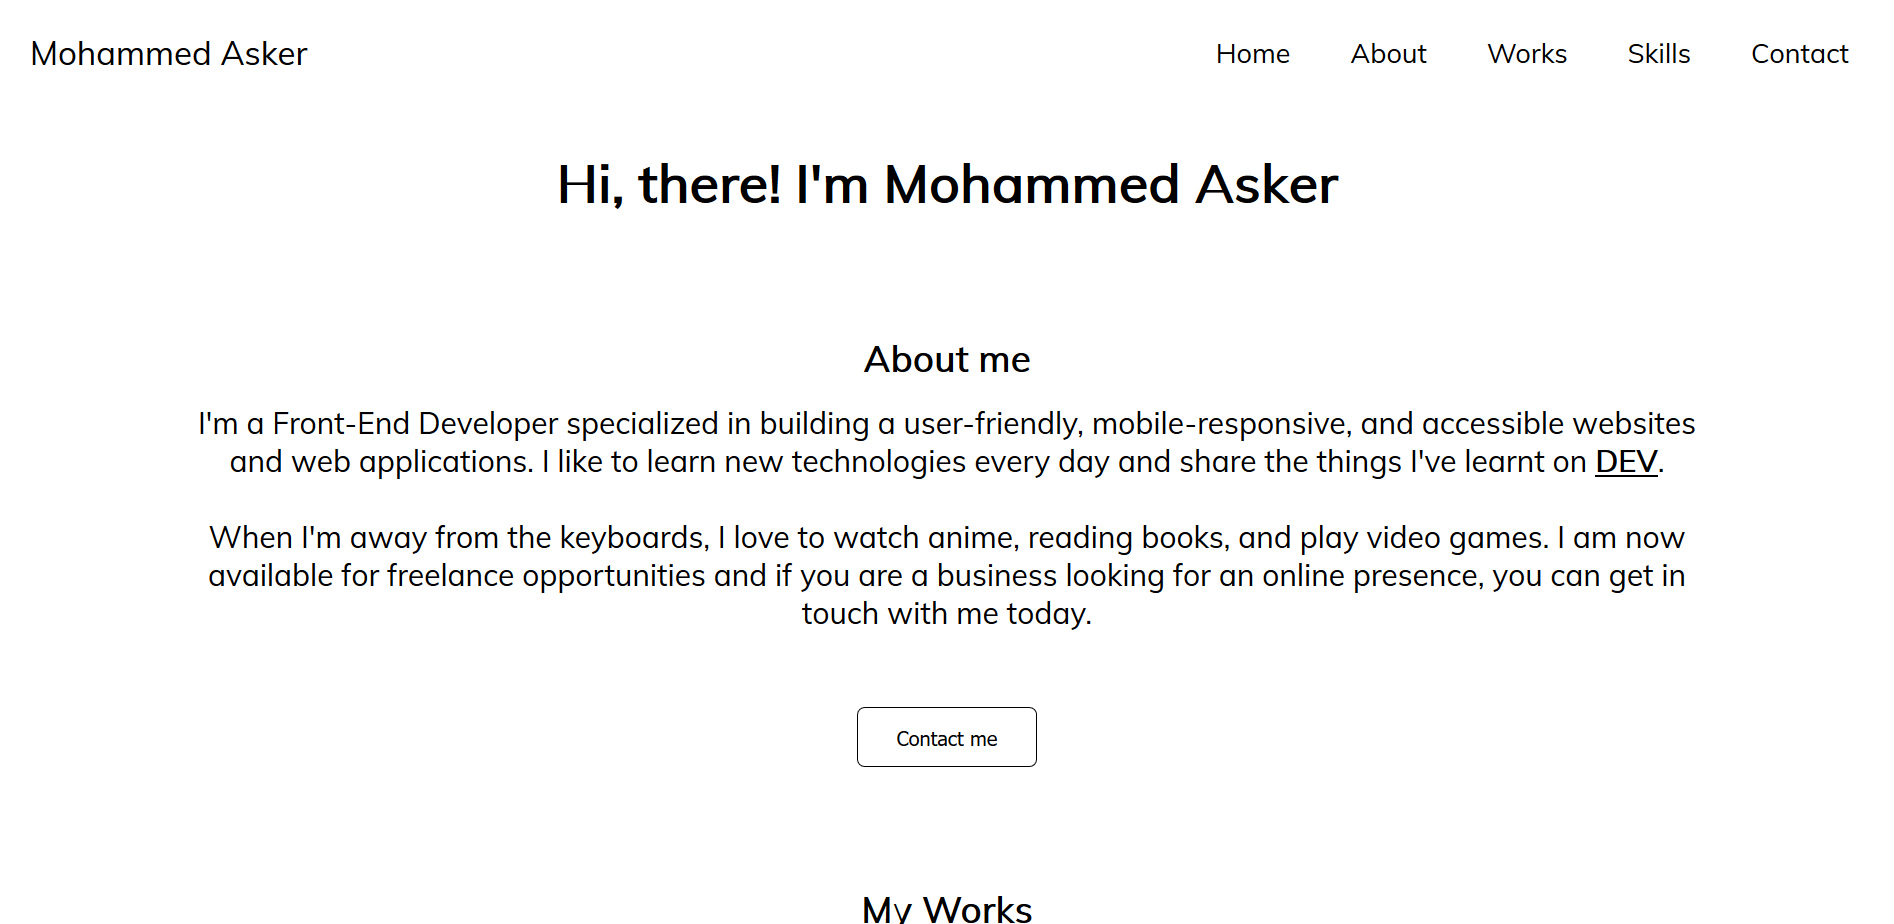 Mohammed Asker
Home About Works Skills Contact
Hi, there! I'm Mohammed Asker
About me
I'm a Front-End Developer specialized in building a user-friendly, mobile-responsive, and accessible websites
and web applications. I like to learn new technologies every day and share the things I've learnt on DEV.
When I'm away from the keyboards, I love to watch anime, reading books, and play video games. I am now
available for freelance opportunities and if you are a business looking for an online presence, you can get in
touch with me today.
Contact me
My Works